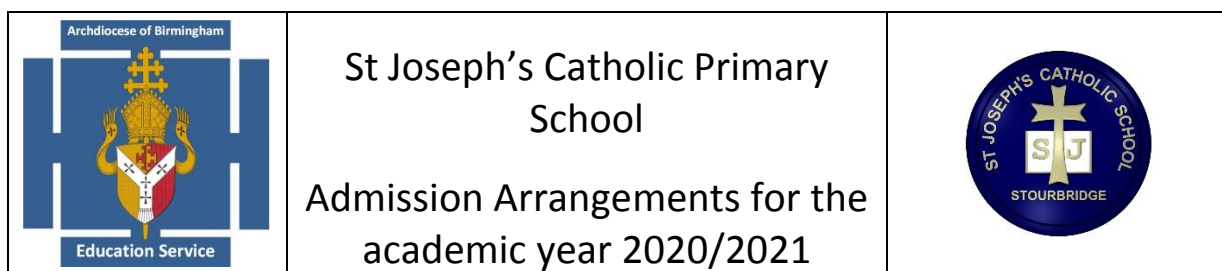 Archdiocese of Birmingham
Education Service
St Joseph's Catholic Primary
School
Admission Arrangements for the
academic year 2020/2021
ST JOSEPH'S CATHOLIC SCHOOL
S J
STOURBRIDGE